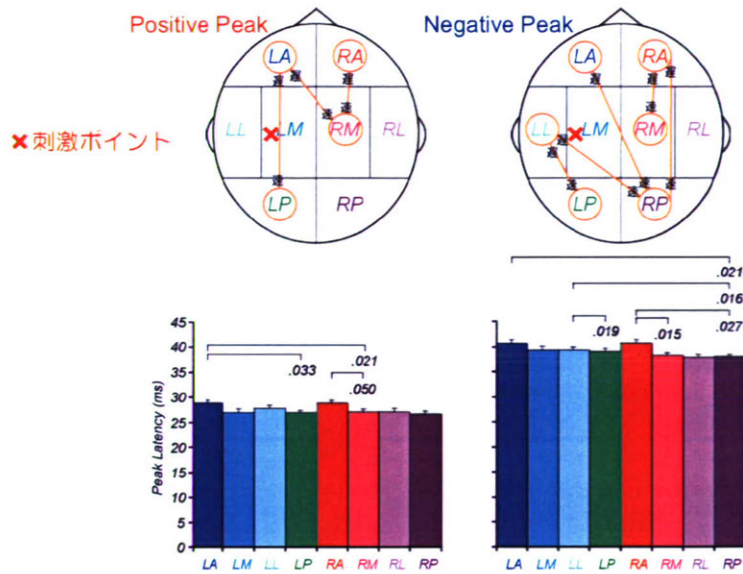 Positive Peak
Negative Peak
LA RA
LL LM RM RL
LP RP
LA RA
LL LM RM RL
LP RP
×刺激ポイント
.021
.016
.027
.019
.015
.021
.033
.050
Peak Latency (ms)
45
40
35
30
25
20
15
10
5
0
LA LM LL LP RA RM RL RP
LA LM LL LP RA RM RL RP